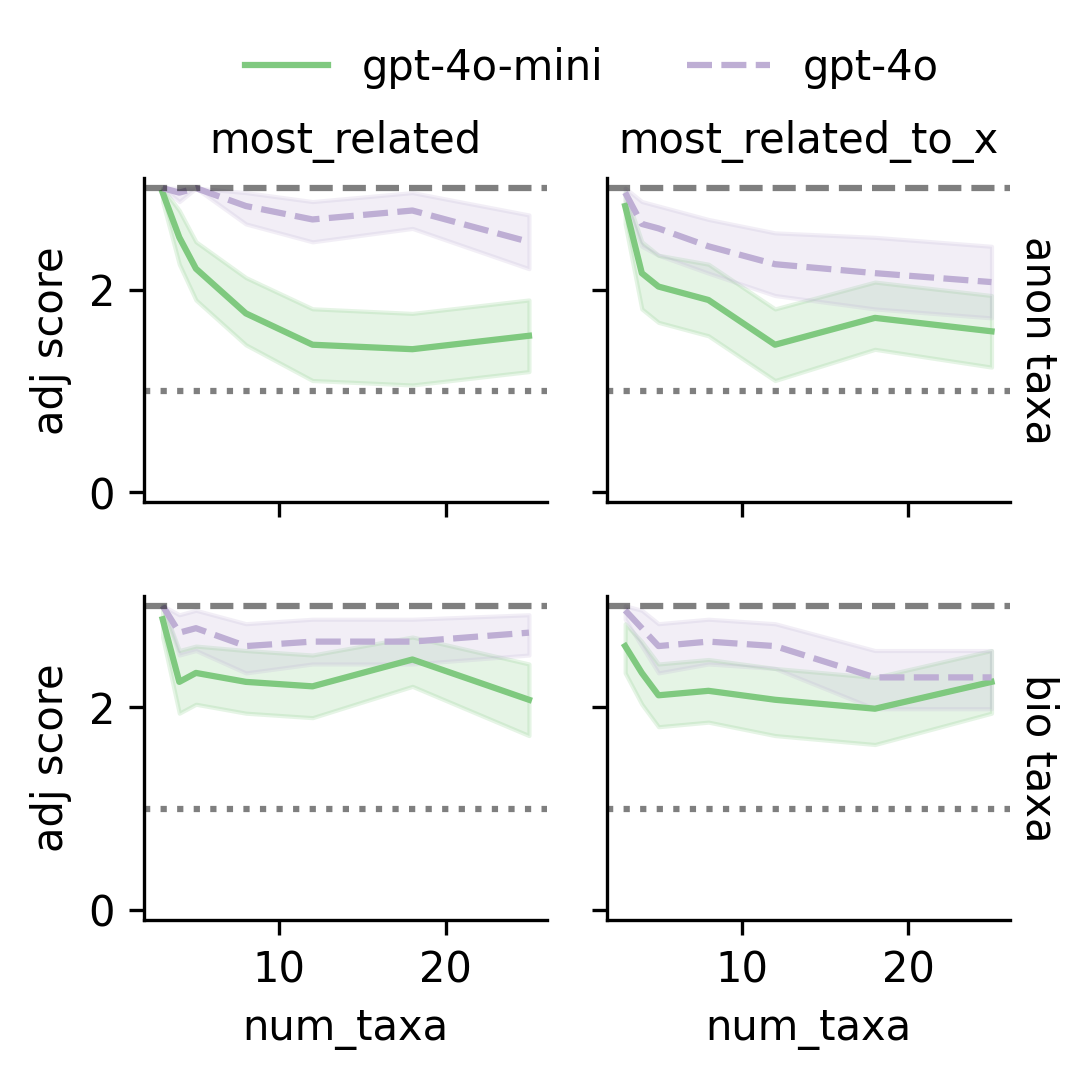 gpt-4o-mini gpt-4o
most_related most_related_to_x
adj score
2
0
anon taxa
adj score
2
0
bio taxa
10 20 10 20
num_taxa num_taxa